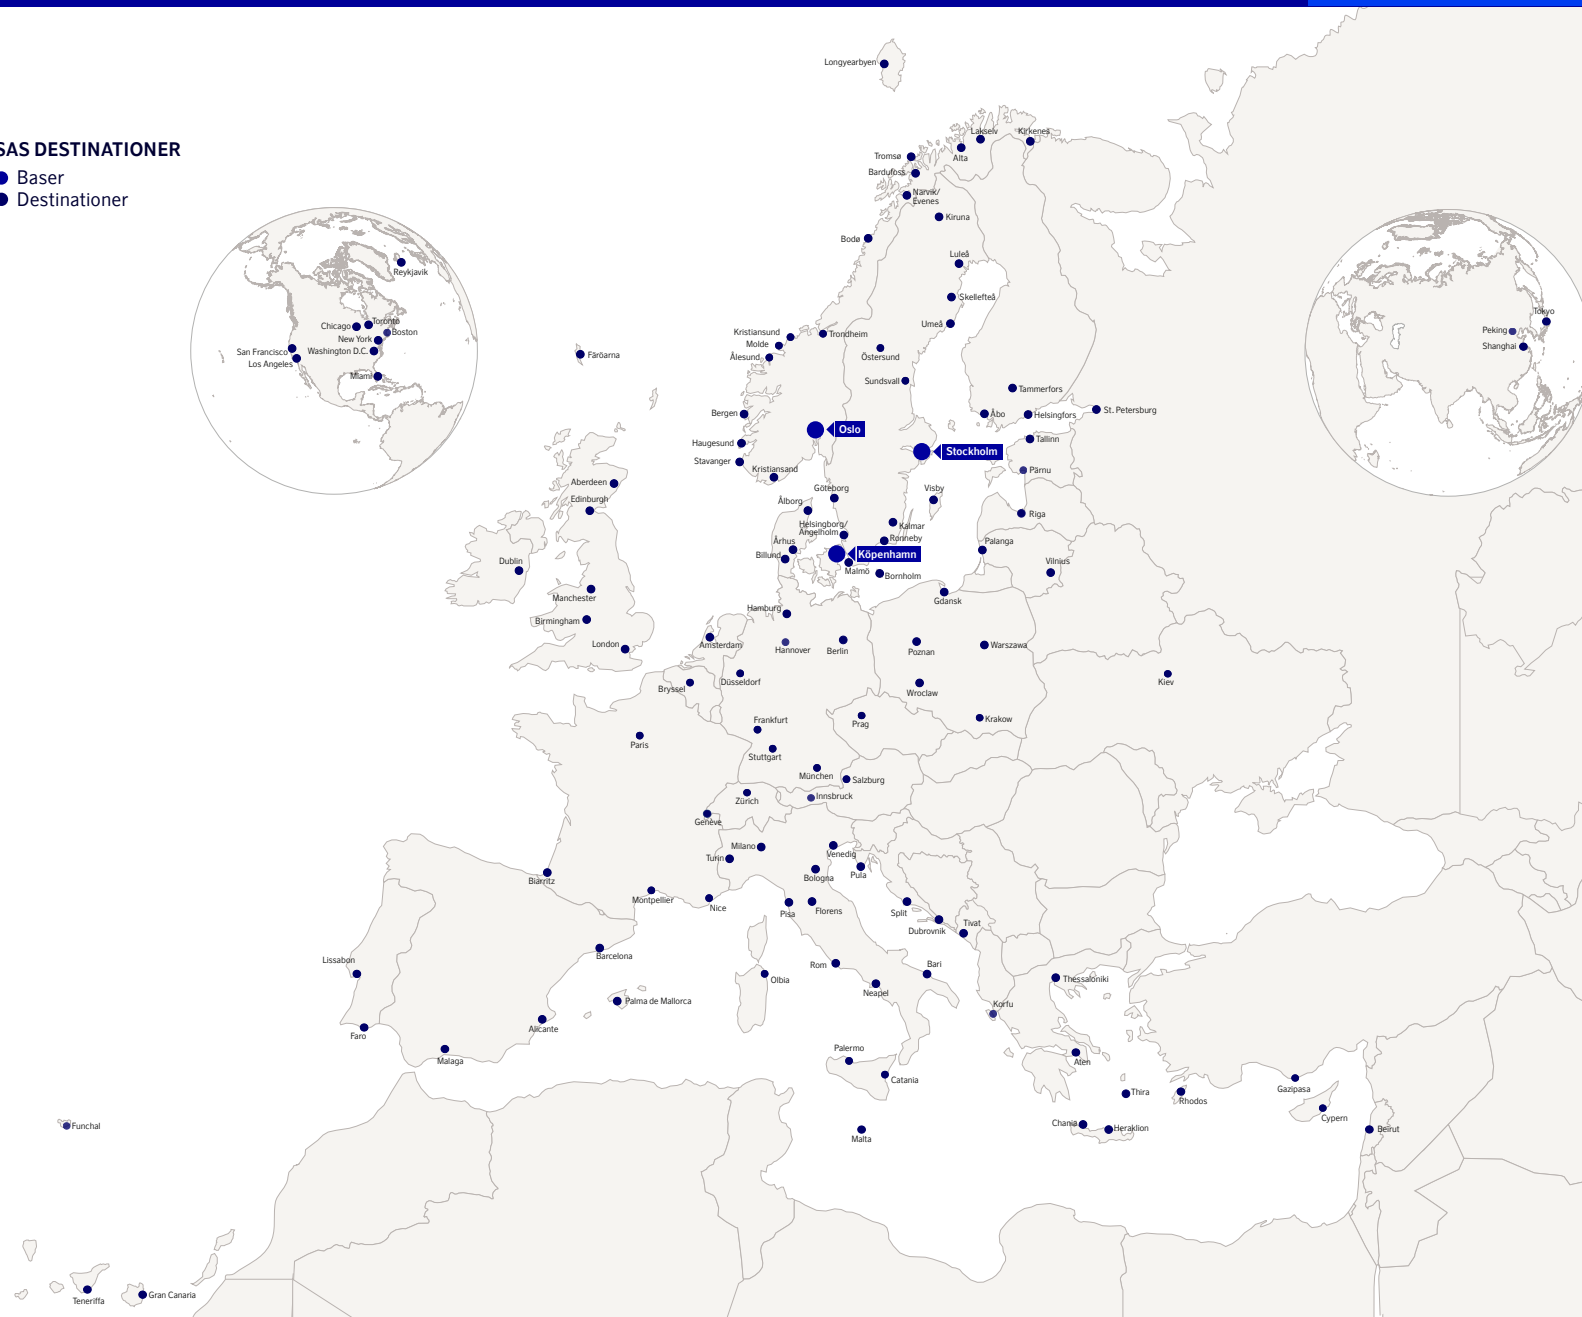 SAS DESTINATIONER
Baser
Destinationer
Longyearbyen
Lakselv
Kirkenes
Tromsø
Alta
Bardufoss
Narvik/
Evenes
Kiruna
Bodø
Luleå
Skellefteå
Umeå
Kristiansund
Trondheim
Molde
Ålesund
Östersund
Sundsvall
Tammerfors
Åbo
Helsingfors
St. Petersburg
Bergen
Oslo
Haugesund
Stockholm
Tallinn
Stavanger
Kristiansand
Pärnu
Göteborg
Visby
Ålborg
Riga
Helsingborg/
Ängelholm
Kalmar
Ronneby
Århus
Palanga
Billund
Köpenhamn
Malmö
Bornholm
Vilnius
Gdansk
Färöarna
Aberdeen
Edinburgh
Dublin
Manchester
Birmingham
London
Hamburg
Amsterdam
Hannover
Berlin
Poznan
Warszawa
Bryssel
Düsseldorf
Wroclaw
Kiev
Frankfurt
Prag
Krakow
Paris
Stuttgart
München
Salzburg
Zürich
Innsbruck
Genève
Milano
Venedig
Turin
Bologna
Pula
Biarritz
Montpellier
Nice
Pisa
Florens
Split
Dubrovnik
Tivat
Lissabon
Barcelona
Rom
Bari
Olbia
Neapel
Thessaloniki
Palma de Mallorca
Korfu
Faro
Alicante
Malaga
Palermo
Aten
Catania
Thira
Rhodos
Gazipasa
Cypern
Chania
Heraklion
Beirut
Malta
Funchal
Teneriffa
Gran Canaria
Reykjavik
Toronto
Chicago
Boston
New York
San Francisco
Washington D.C.
Los Angeles
Miami
Tokyo
Peking
Shanghai